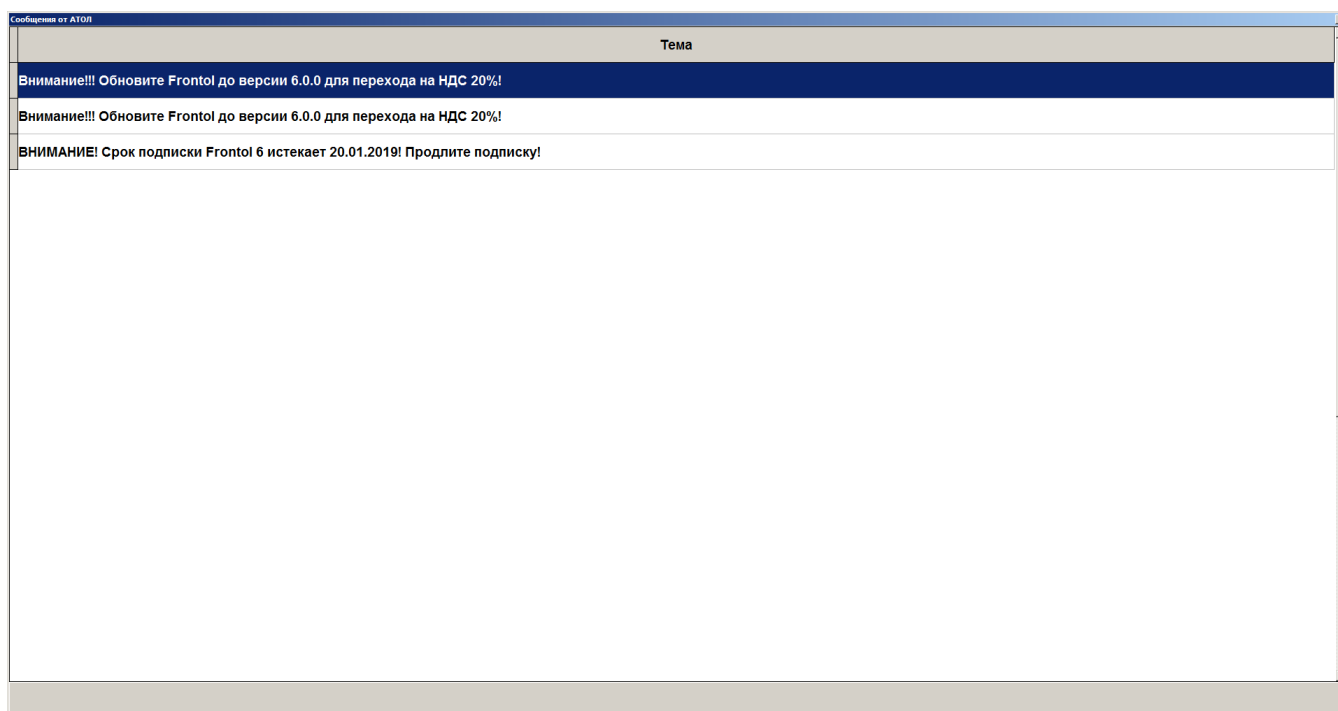 Сообщения от АТОЛ
Тема
Внимание!!! Обновите Frontol до версии 6.0.0 для перехода на НДС 20%!
Внимание!!! Обновите Frontol до версии 6.0.0 для перехода на НДС 20%!
ВНИМАНИЕ! Срок подписки Frontol 6 истекает 20.01.2019! Продлите подписку!